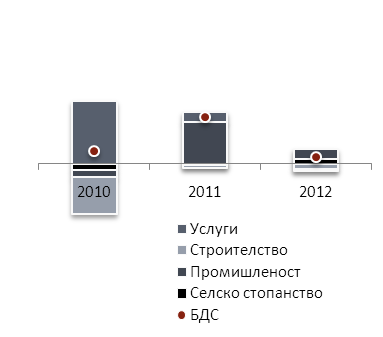 2010 2011 2012
Услуги
Строителство
Промишленост
Селско стопанство
БДС